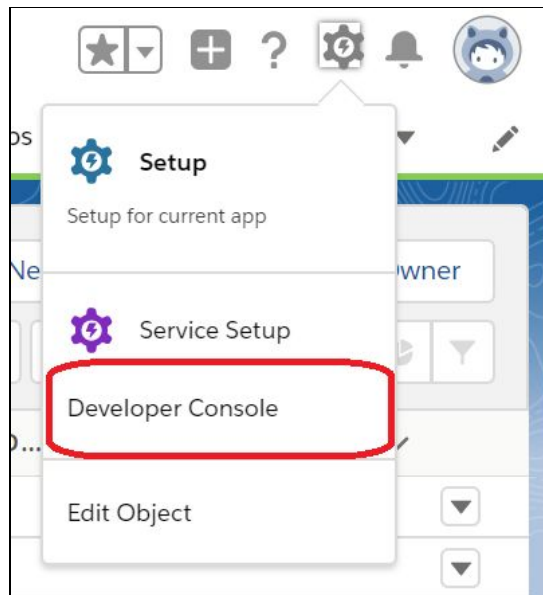 ?
Setup
Setup for current app
Service Setup
Developer Console
Edit Object